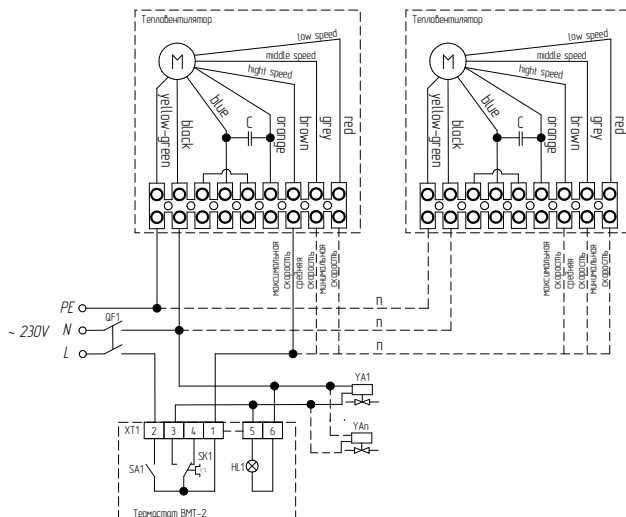 Тепловентилятор
Тепловентилятор
M
low speed
middle speed
hight speed
M
low speed
middle speed
hight speed
yellow-green
black
blue
C
orange
brown
grey
red
yellow-green
black
blue
C
orange
brown
grey
red
максимальная
скорость
средняя
скорость
минимальная
скорость
максимальная
скорость
средняя
скорость
минимальная
скорость
PE
n
~ 230V
N
QF1
n
L
n
YA1
YAn
XT1
2
3
4
1
5
6
SA1
SK1
t°C
HL1
Термостат ВМТ-2